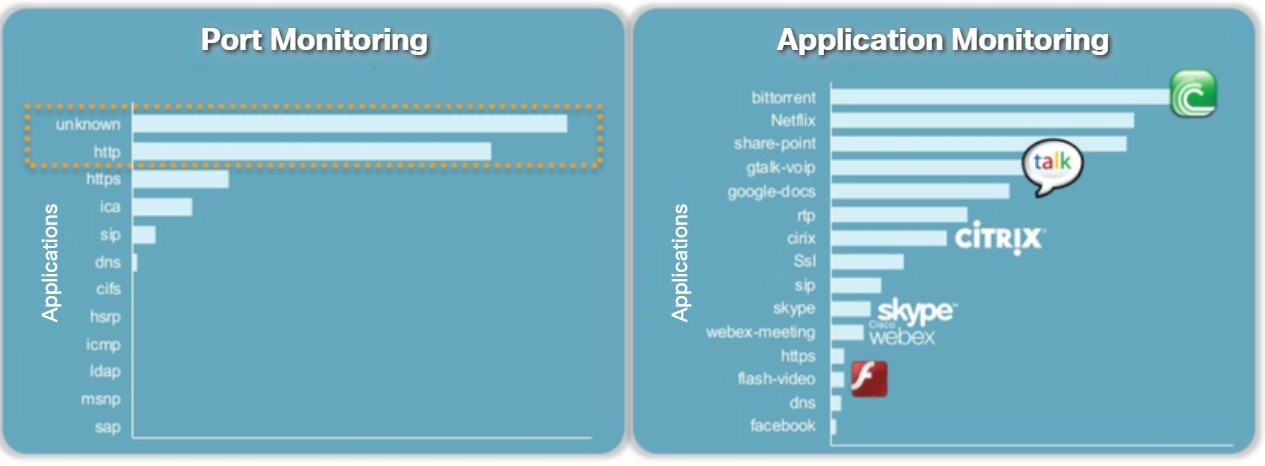 Port Monitoring
Applications
unknown
http
https
ica
sip
dns
cifs
hsrp
icmp
ldap
msnp
sap
Application Monitoring
Applications
bittorrent
Netflix
share-point
gtalk-voip
talk
google-docs
rtp
cirix
CiTRIX
Ssl
sip
skype
skype™
webex-meeting
Cisco
webex
https
flash-video
dns
facebook